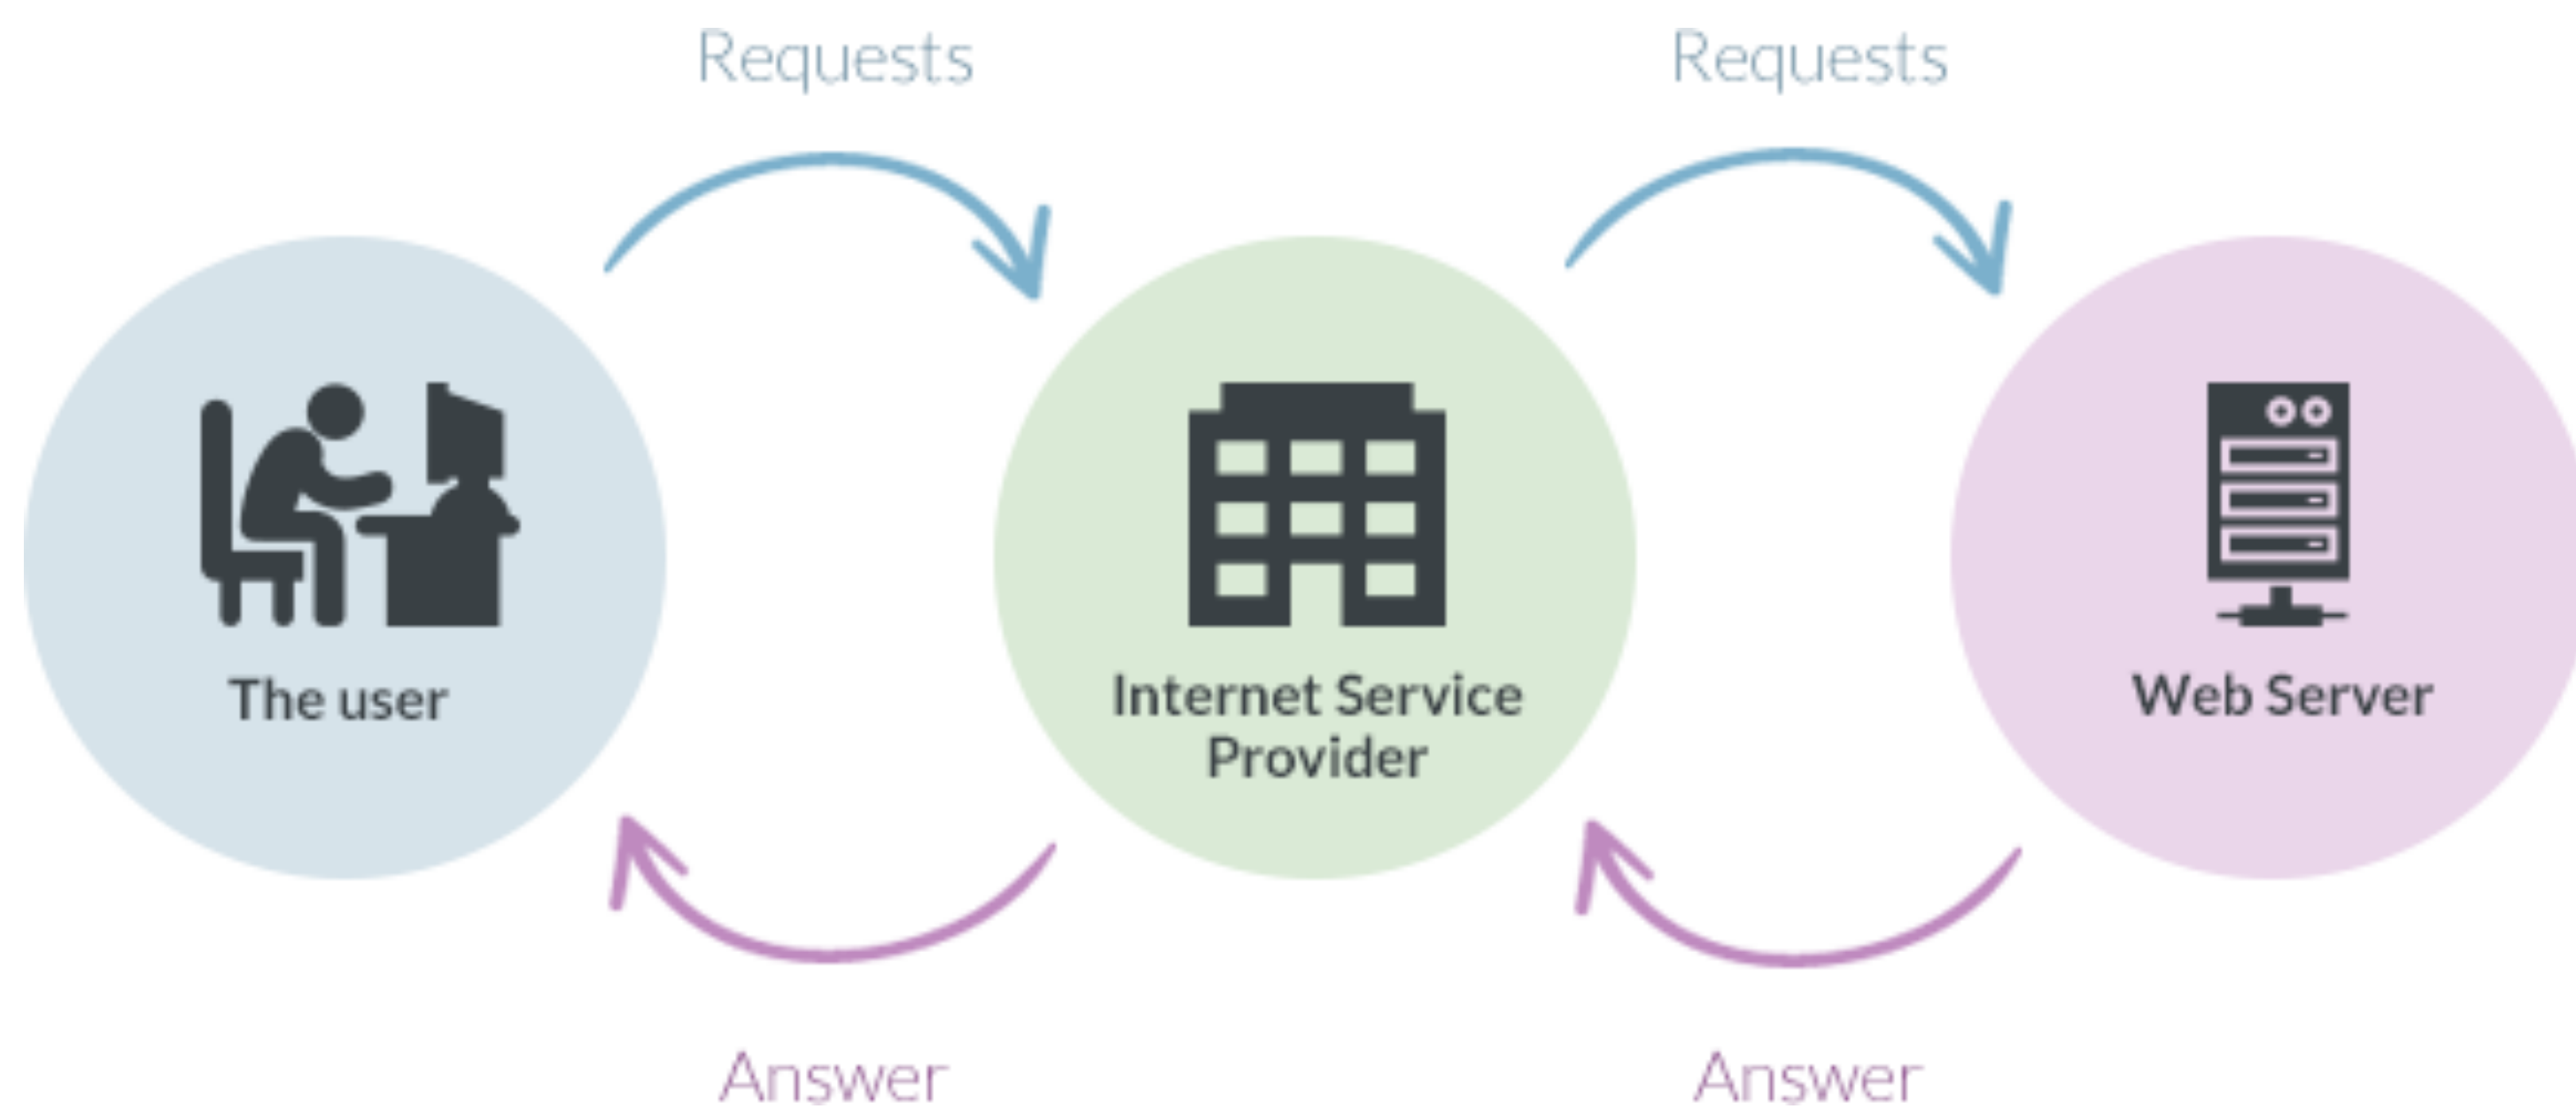 Requests
Requests
The user
Internet Service
Provider
Web Server
Answer
Answer